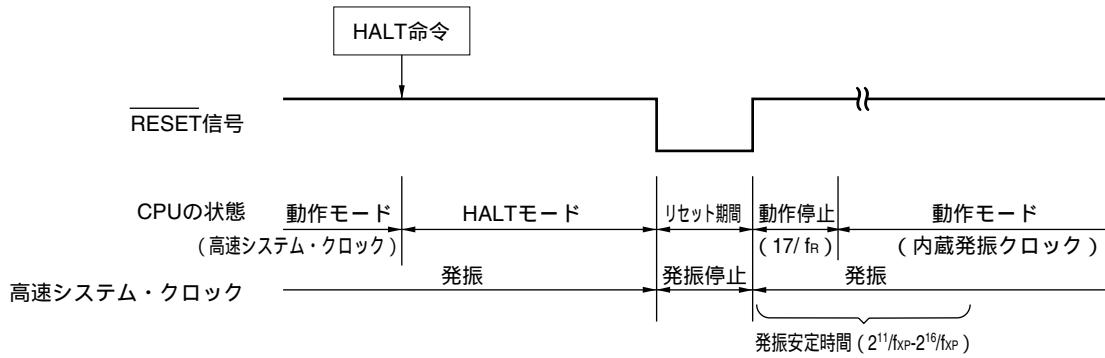 HALT命令
RESET信号
CPUの状態 動作モード HALTモード リセット期間 動作停止 動作モード
(高速システム・クロック) (17/fR) (内蔵発振クロック)
発振 発振停止 発振
高速システム・クロック
発振安定時間(2^11/fXP-2^16/fXP)